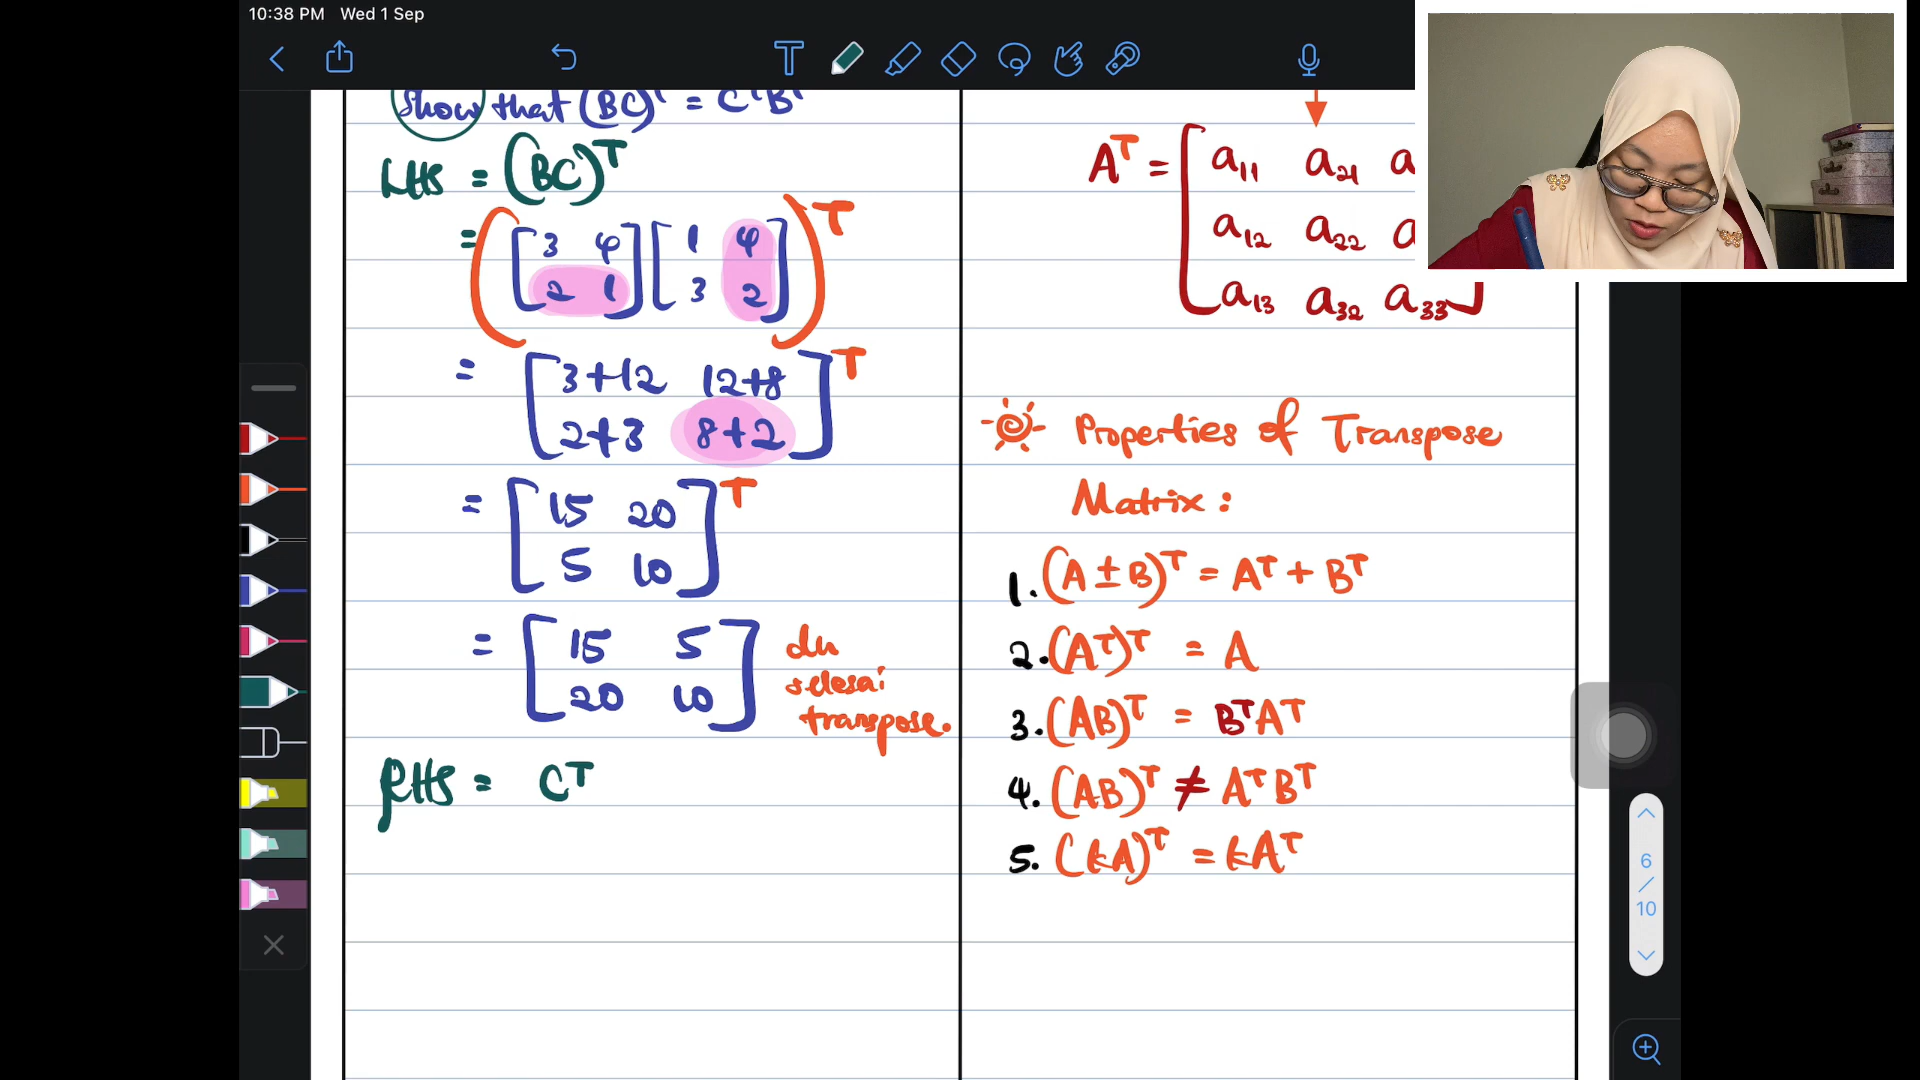 10:38 PM Wed 1 Sep
Show that (BC)ᵀ = CᵀBᵀ
LHS = (BC)ᵀ
= ([3 4
2 1] [1 4
3 2])ᵀ
= [3+12 12+8
2+3 8+2]ᵀ
= [15 20
5 10]ᵀ
= [15 5
20 10]
dh
selesai
transpose.
RHS = Cᵀ
Aᵀ = [a₁₁ a₂₁ a
a₁₂ a₂₂ a
a₁₃ a₃₂ a₃₃]
Properties of Transpose
Matrix :
1. (A ± B)ᵀ = Aᵀ + Bᵀ
2. (Aᵀ)ᵀ = A
3. (AB)ᵀ = BᵀAᵀ
4. (AB)ᵀ ≠ AᵀBᵀ
5. (kA)ᵀ = kAᵀ
6
/
10